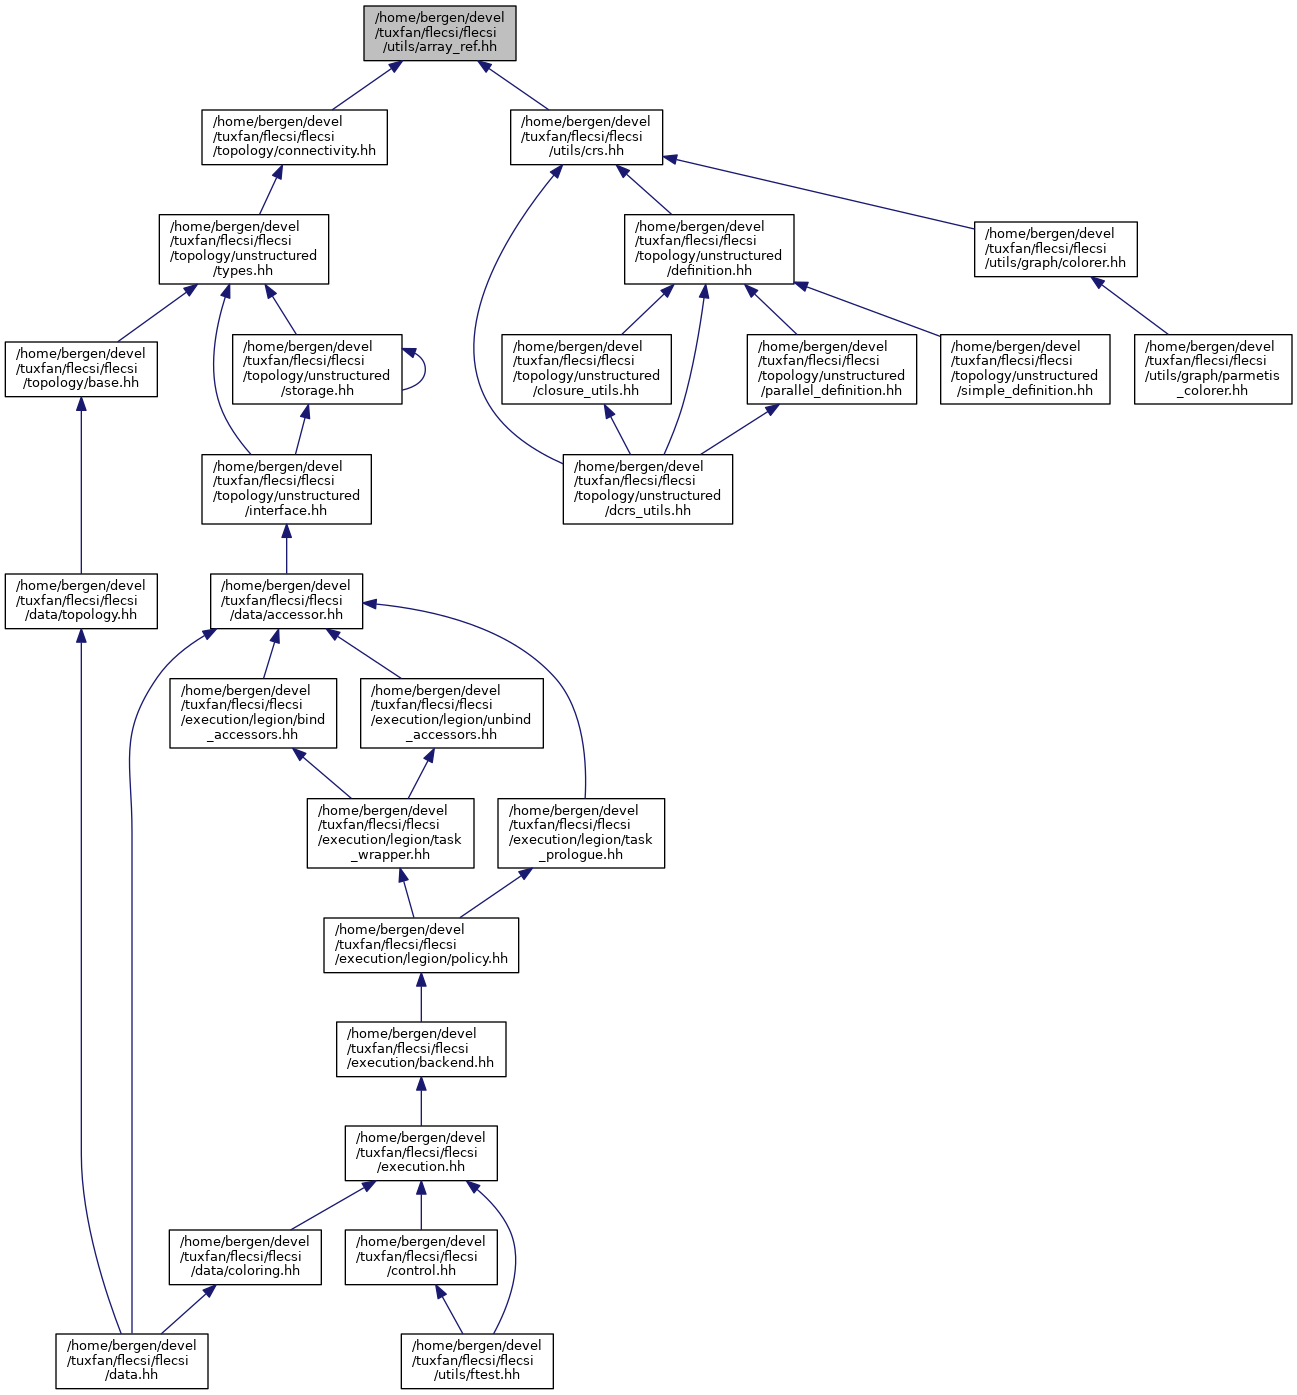 /home/bergen/devel
/tuxfan/flecsi/flecsi
/utils/array_ref.hh
/home/bergen/devel
/tuxfan/flecsi/flecsi
/topology/connectivity.hh
/home/bergen/devel
/tuxfan/flecsi/flecsi
/utils/crs.hh
/home/bergen/devel
/tuxfan/flecsi/flecsi
/topology/unstructured
/types.hh
/home/bergen/devel
/tuxfan/flecsi/flecsi
/topology/unstructured
/definition.hh
/home/bergen/devel
/tuxfan/flecsi/flecsi
/utils/graph/colorer.hh
/home/bergen/devel
/tuxfan/flecsi/flecsi
/topology/base.hh
/home/bergen/devel
/tuxfan/flecsi/flecsi
/topology/unstructured
/storage.hh
/home/bergen/devel
/tuxfan/flecsi/flecsi
/topology/unstructured
/closure_utils.hh
/home/bergen/devel
/tuxfan/flecsi/flecsi
/topology/unstructured
/parallel_definition.hh
/home/bergen/devel
/tuxfan/flecsi/flecsi
/topology/unstructured
/simple_definition.hh
/home/bergen/devel
/tuxfan/flecsi/flecsi
/utils/graph/parmetis
_colorer.hh
/home/bergen/devel
/tuxfan/flecsi/flecsi
/topology/unstructured
/interface.hh
/home/bergen/devel
/tuxfan/flecsi/flecsi
/topology/unstructured
/dcrs_utils.hh
/home/bergen/devel
/tuxfan/flecsi/flecsi
/data/topology.hh
/home/bergen/devel
/tuxfan/flecsi/flecsi
/data/accessor.hh
/home/bergen/devel
/tuxfan/flecsi/flecsi
/execution/legion/bind
_accessors.hh
/home/bergen/devel
/tuxfan/flecsi/flecsi
/execution/legion/unbind
_accessors.hh
/home/bergen/devel
/tuxfan/flecsi/flecsi
/execution/legion/task
_wrapper.hh
/home/bergen/devel
/tuxfan/flecsi/flecsi
/execution/legion/task
_prologue.hh
/home/bergen/devel
/tuxfan/flecsi/flecsi
/execution/legion/policy.hh
/home/bergen/devel
/tuxfan/flecsi/flecsi
/execution/backend.hh
/home/bergen/devel
/tuxfan/flecsi/flecsi
/execution.hh
/home/bergen/devel
/tuxfan/flecsi/flecsi
/data/coloring.hh
/home/bergen/devel
/tuxfan/flecsi/flecsi
/control.hh
/home/bergen/devel
/tuxfan/flecsi/flecsi
/data.hh
/home/bergen/devel
/tuxfan/flecsi/flecsi
/utils/ftest.hh